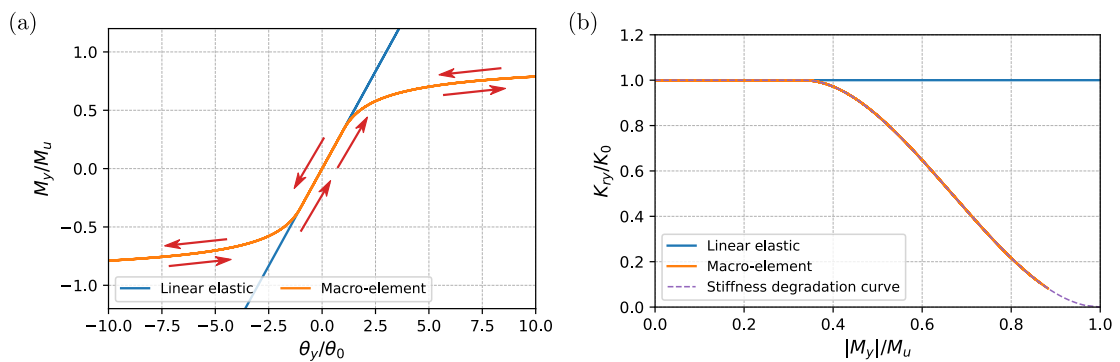 (a)
1.0
0.5
0.0
−0.5
−1.0
M_y/M_u
−10.0 −7.5 −5.0 −2.5 0.0 2.5 5.0 7.5 10.0
θ_y/θ_0
Linear elastic Macro-element
(b)
1.2
1.0
0.8
0.6
0.4
0.2
0.0
K_{ry}/K_0
0.0 0.2 0.4 0.6 0.8 1.0
|M_y|/M_u
Linear elastic
Macro-element
Stiffness degradation curve